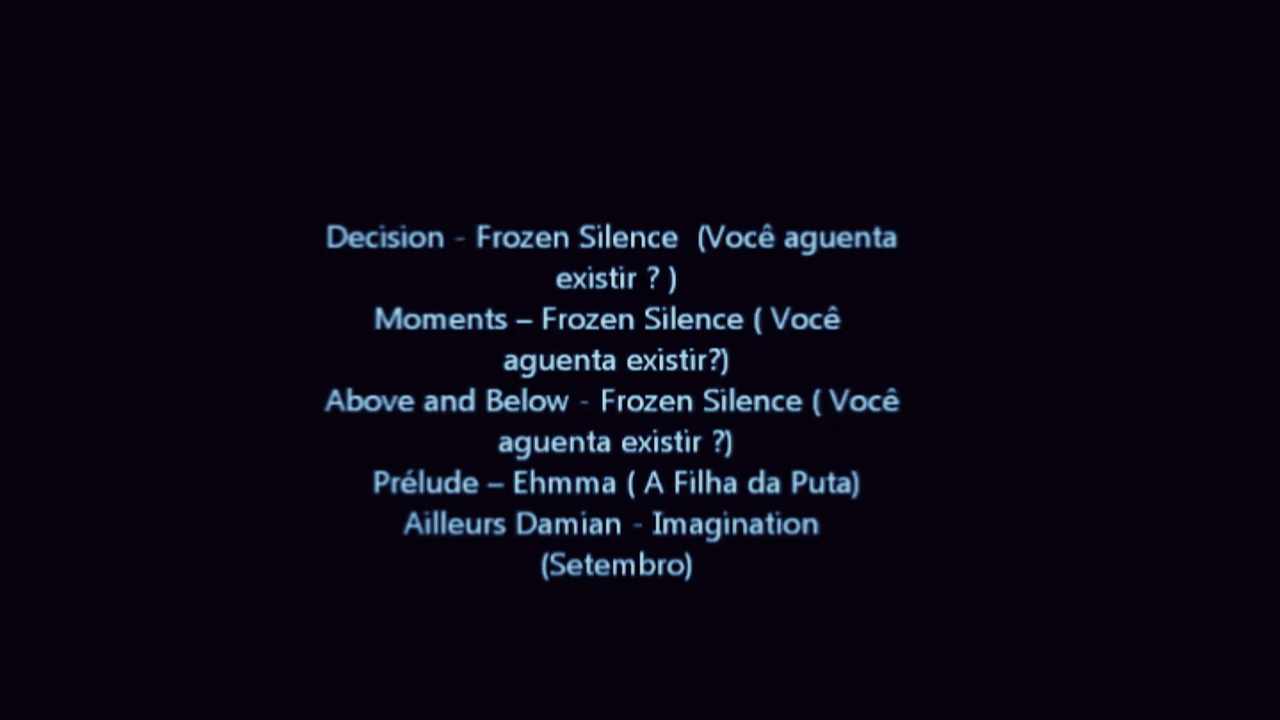 Decision - Frozen Silence  (Você aguenta
existir ? )
Moments – Frozen Silence ( Você
aguenta existir?)
Above and Below - Frozen Silence ( Você
aguenta existir ?)
Prélude – Ehmma ( A Filha da Puta)
Ailleurs Damian - Imagination
(Setembro)